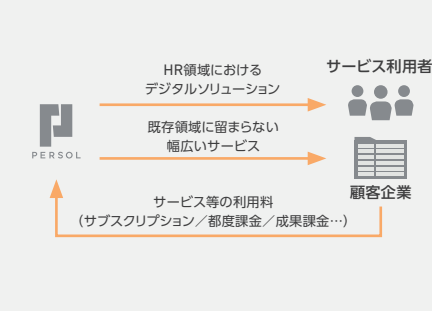 HR領域における
デジタルソリューション
サービス利用者
既存領域に留まらない
幅広いサービス
PERSOL
顧客企業
サービス等の利用料
（サブスクリプション／都度課金／成果課金…）